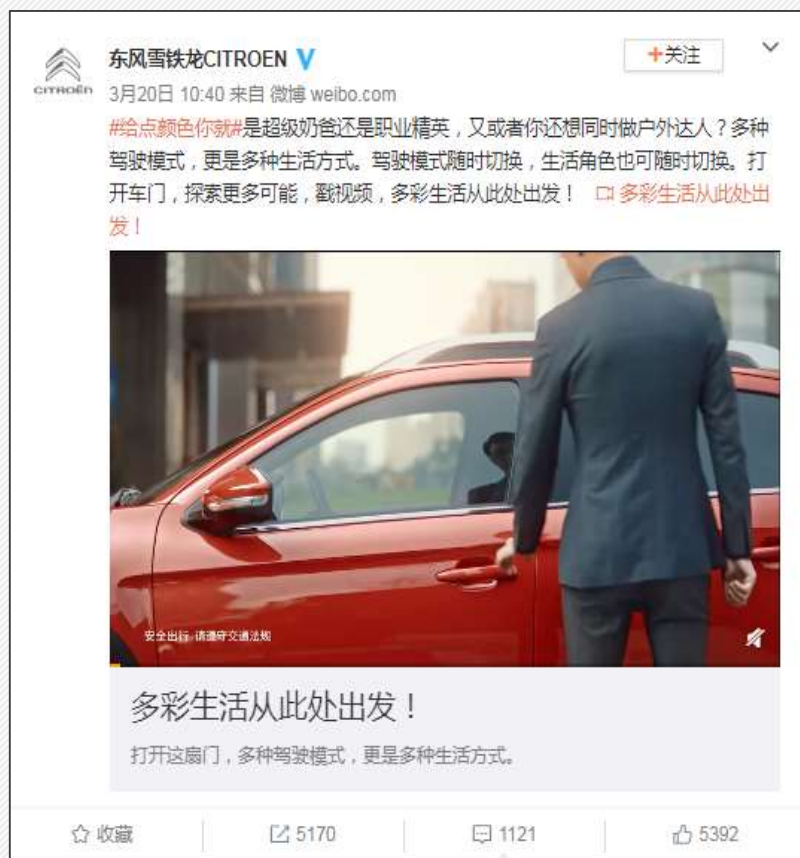 东风雪铁龙CITROEN
+关注
CITROËN
3月20日 10:40 来自 微博 weibo.com
#给点颜色你就#是超级奶爸还是职业精英，又或者你还想同时做户外达人？多种
驾驶模式，更是多种生活方式。驾驶模式随时切换，生活角色也可随时切换。打
开车门，探索更多可能，戳视频，多彩生活从此处出发！ 多彩生活从此处出
发！
安全出行 请遵守交通法规
多彩生活从此处出发！
打开这扇门，多种驾驶模式，更是多种生活方式。
收藏 5170 1121 5392